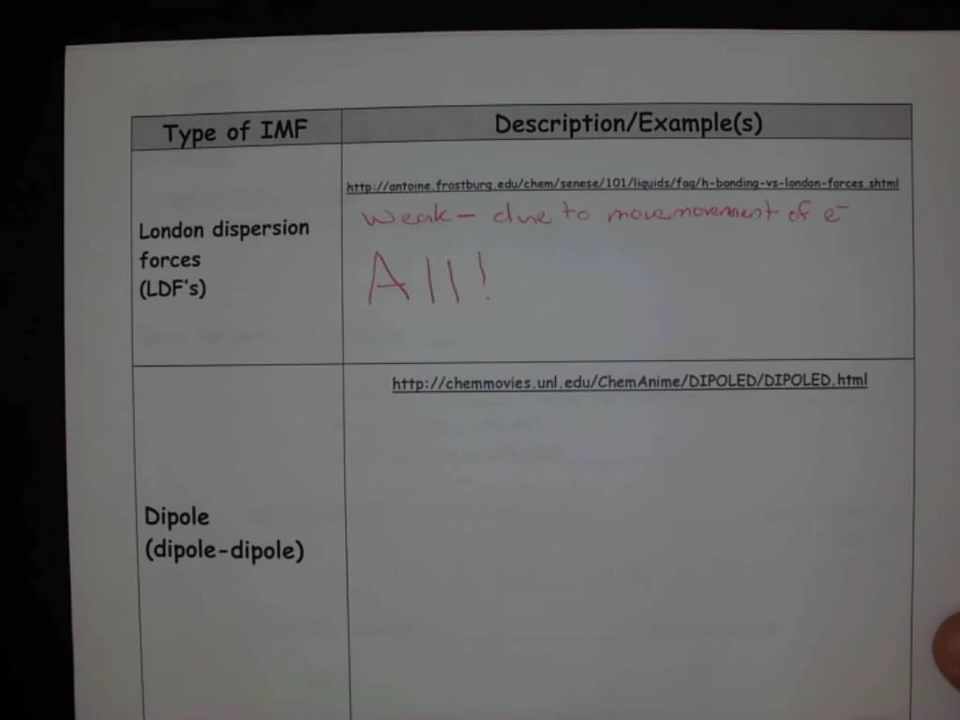 Type of IMF
Description/Example(s)
London dispersion
forces
(LDF's)
http://antoine.frostburg.edu/chem/senese/101/liquids/faq/h-bonding-vs-london-forces.shtml
Weak – due to movemovement of e⁻
All!
Dipole
(dipole-dipole)
http://chemmovies.unl.edu/ChemAnime/DIPOLED/DIPOLED.html